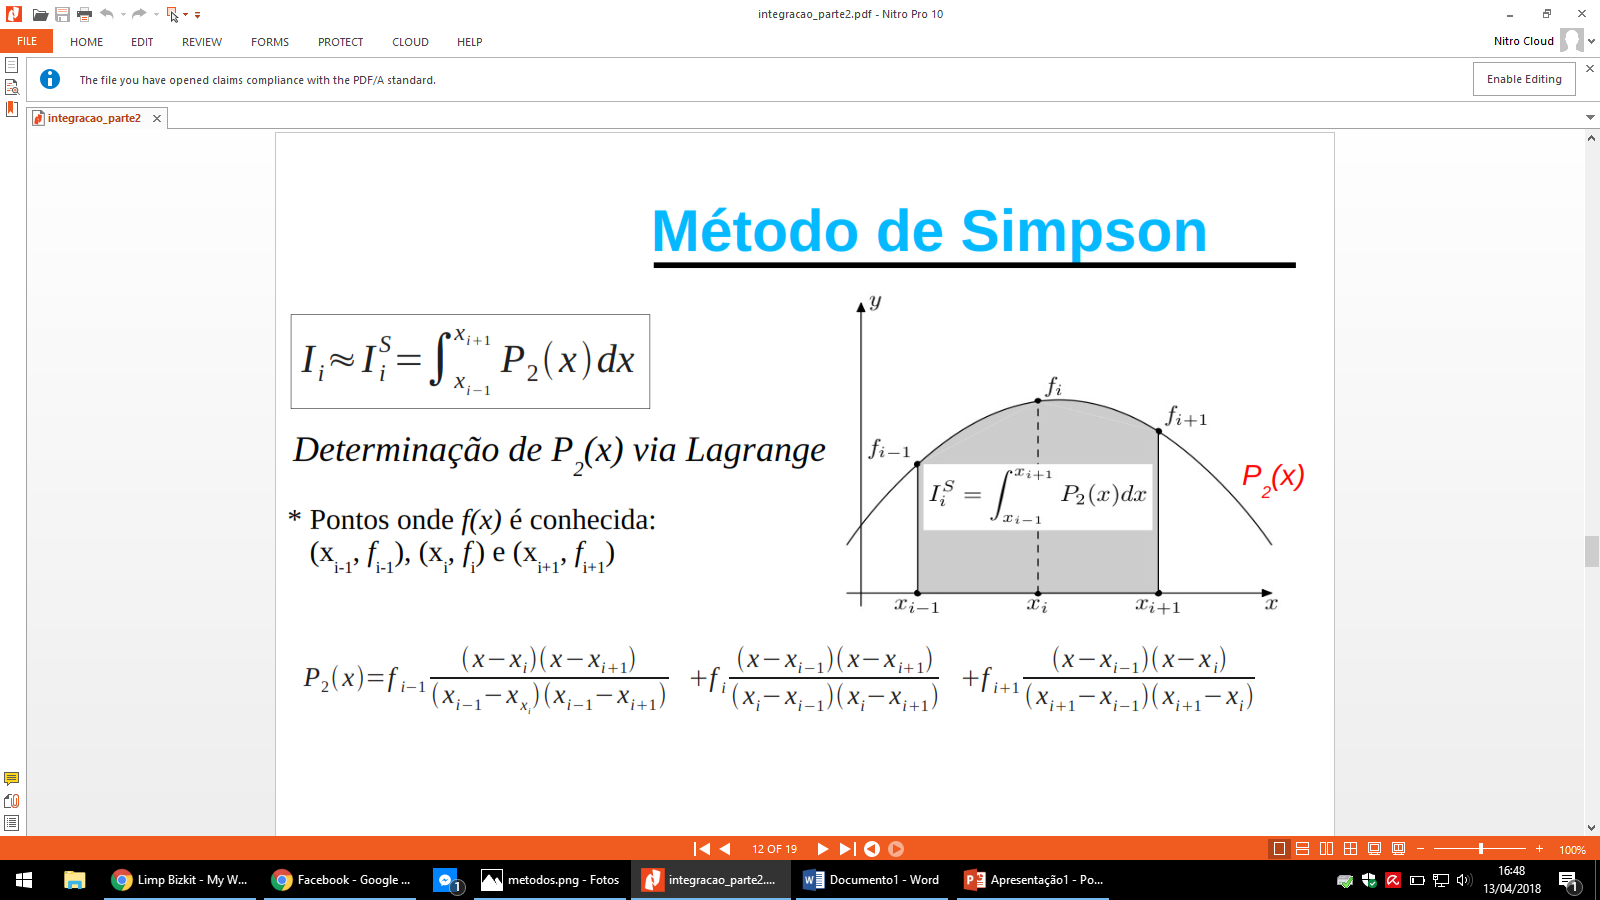 integracao_parte2.pdf - Nitro Pro 10
FILE HOME EDIT REVIEW FORMS PROTECT CLOUD HELP
Nitro Cloud
The file you have opened claims compliance with the PDF/A standard.
Enable Editing
integracao_parte2
Método de Simpson
I_i ≈ I_i^S = ∫_{x_{i-1}}^{x_{i+1}} P_2(x) dx
y
f_i
f_{i+1}
f_{i-1}
P_2(x)
I_i^S = ∫_{x_{i-1}}^{x_{i+1}} P_2(x)dx
x_{i-1} x_i x_{i+1} x
Determinação de P_2(x) via Lagrange
* Pontos onde f(x) é conhecida:
(x_{i-1}, f_{i-1}), (x_i, f_i) e (x_{i+1}, f_{i+1})
P_2(x)=f_{i-1} (x-x_i)(x-x_{i+1})/(x_{i-1}-x_{x_i})(x_{i-1}-x_{i+1}) +f_i (x-x_{i-1})(x-x_{i+1})/(x_i-x_{i-1})(x_i-x_{i+1}) +f_{i+1} (x-x_{i-1})(x-x_i)/(x_{i+1}-x_{i-1})(x_{i+1}-x_i)
12 OF 19
100%
Limp Bizkit - My W...
Facebook - Google ...
1
metodos.png - Fotos
integracao_parte2....
Documento1 - Word
Apresentação1 - Po...
16:48
13/04/2018
1